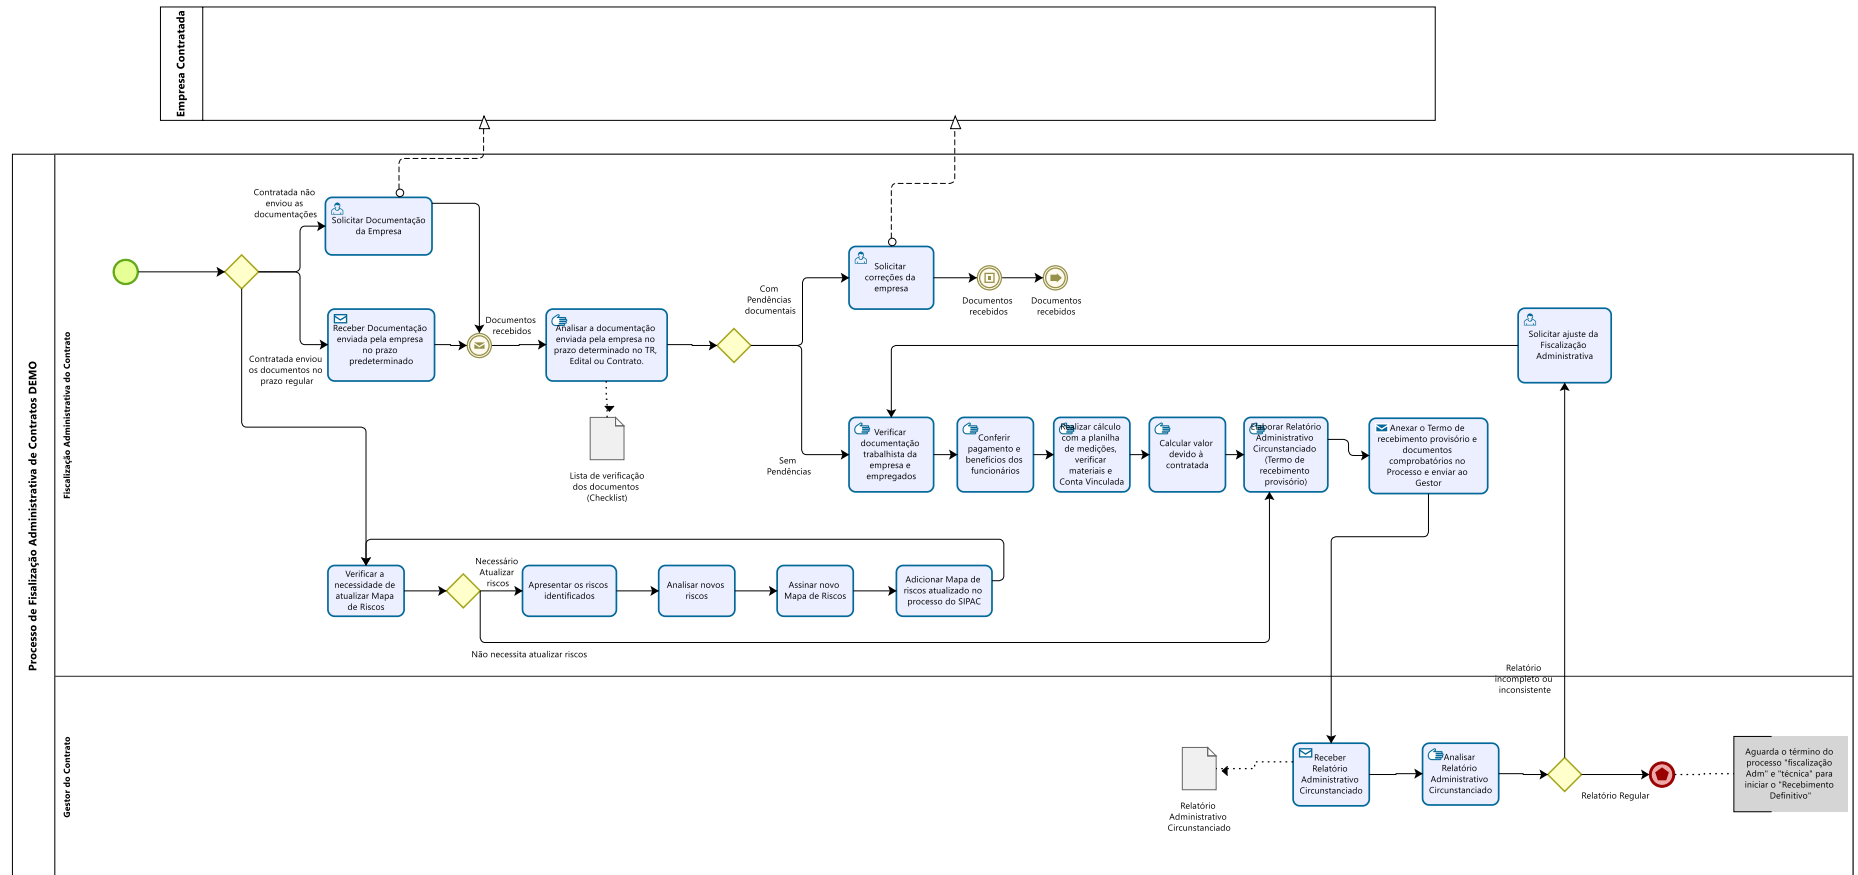 Empresa Contratada
Processo de Fisalização Administrativa de Contratos DEMO
Fiscalização Administrativa do Contrato
Contratada não
enviou as
documentações
Solicitar Documentação
da Empresa
Contratada enviou
os documentos no
prazo regular
Receber Documentação
enviada pela empresa
no prazo
predeterminado
Documentos
recebidos
Analisar a documentação
enviada pela empresa no
prazo determinado no TR,
Edital ou Contrato.
Lista de verificação
dos documentos
(Checklist)
Com
Pendências
documentais
Solicitar
correções da
empresa
Documentos
recebidos
Documentos
recebidos
Solicitar ajuste da
Fiscalização
Administrativa
Sem
Pendências
Verificar
documentação
trabalhista da
empresa e
empregados
Conferir
pagamento e
benefícios dos
funcionários
Realizar cálculo
com a planilha
de medições,
verificar
materiais e
Conta Vinculada
Calcular valor
devido à
contratada
Elaborar Relatório
Administrativo
Circunstanciado
(Termo de
recebimento
provisório)
Anexar o Termo de
recebimento provisório e
documentos
comprobatórios no
Processo e enviar ao
Gestor
Verificar a
necessidade de
atualizar Mapa
de Riscos
Necessário
Atualizar
riscos
Apresentar os riscos
identificados
Analisar novos
riscos
Assinar novo
Mapa de Riscos
Adicionar Mapa de
riscos atualizado no
processo do SIPAC
Não necessita atualizar riscos
Relatório
incompleto ou
inconsistente
Gestor do Contrato
Relatório
Administrativo
Circunstanciado
Receber
Relatório
Administrativo
Circunstanciado
Analisar
Relatório
Administrativo
Circunstanciado
Relatório Regular
Aguarda o término do
processo "fiscalização
Adm" e "técnica" para
iniciar o "Recebimento
Definitivo"